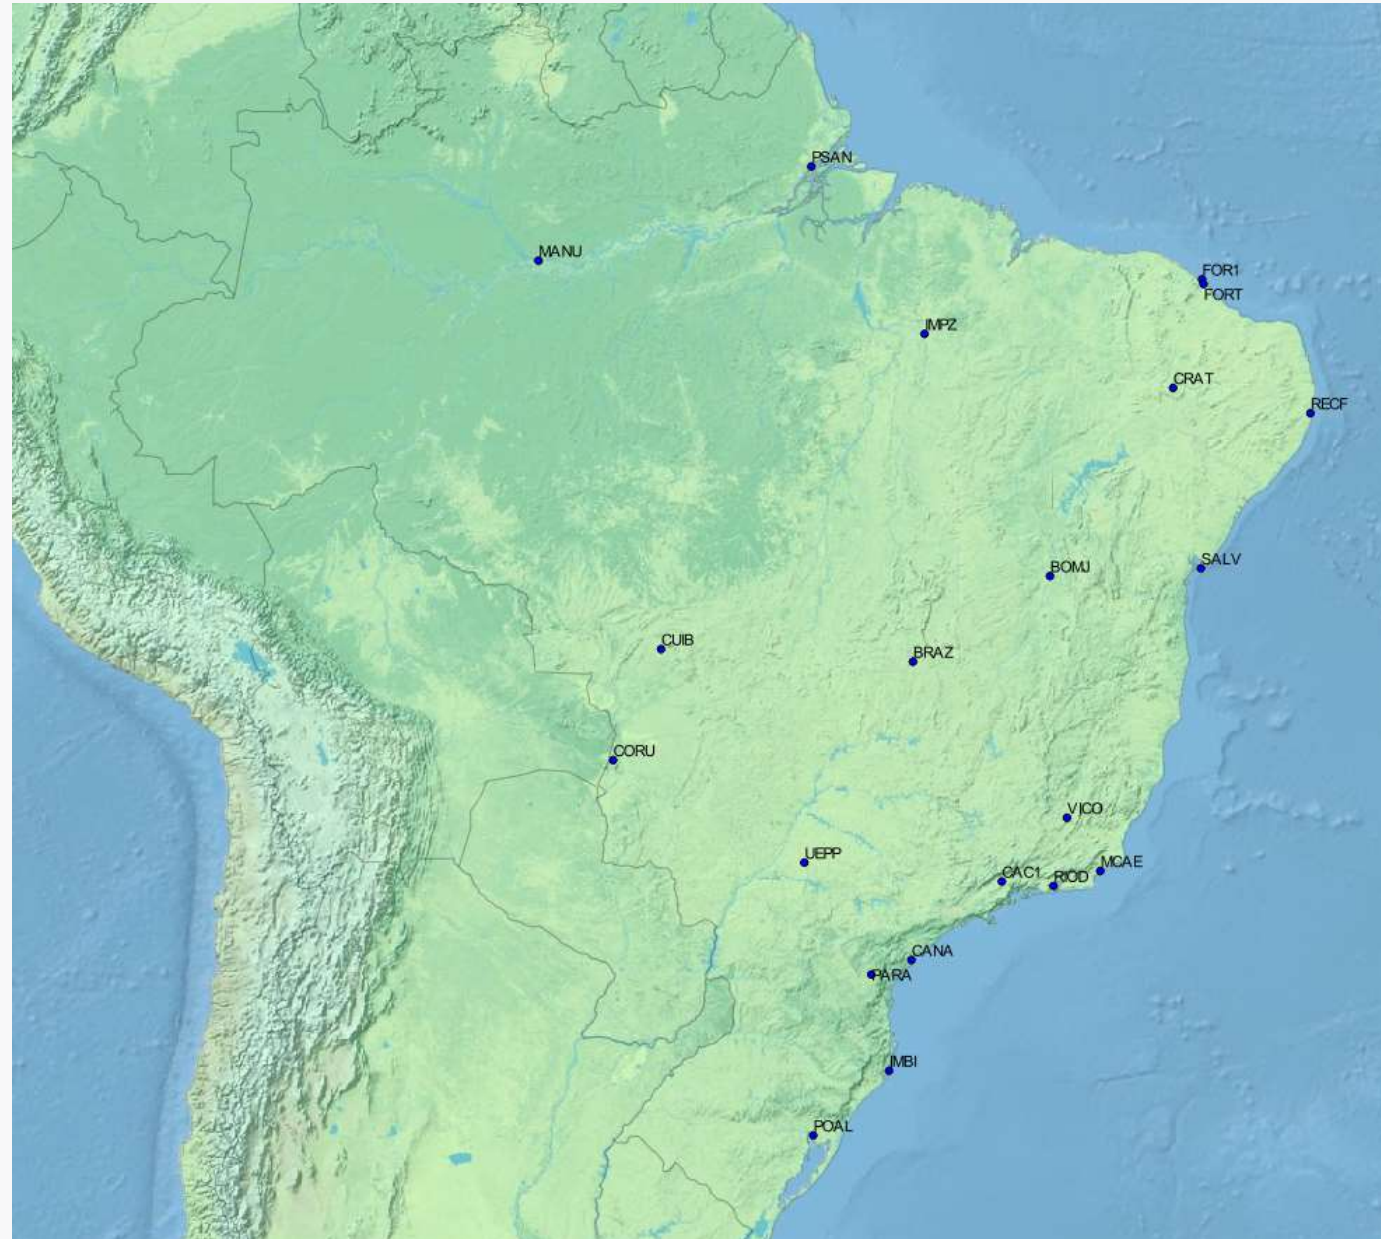 PSAN
MANU
FOR1
FORT
IMPZ
CRAT
RECF
SALV
BOMJ
CUIB
BRAZ
CORU
VICO
UEPP
MCAE
CAC1
RIOD
CANA
PARA
IMBI
POAL